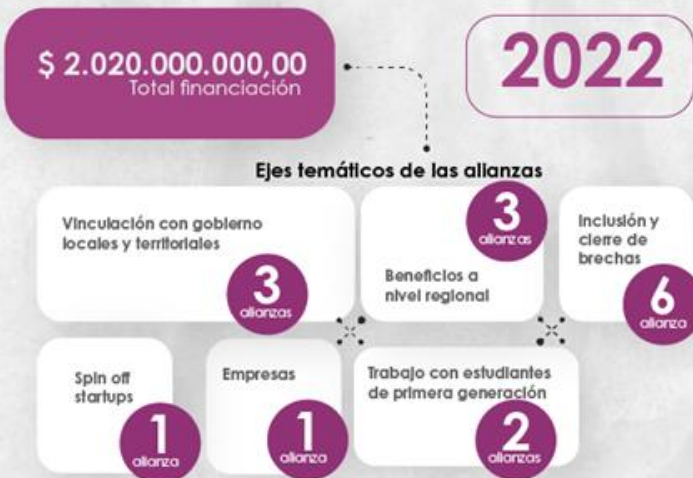 $ 2.020.000.000,00
Total financiación
2022
Ejes temáticos de las alianzas
Vinculación con gobierno
locales y territoriales
3
alianzas
3
alianzas
Beneficios a
nivel regional
Inclusión y
cierre de
brechas
6
alianza
Spin off
startups
1
alianza
Empresas
1
alianza
Trabajo con estudiantes
de primera generación
2
alianzas